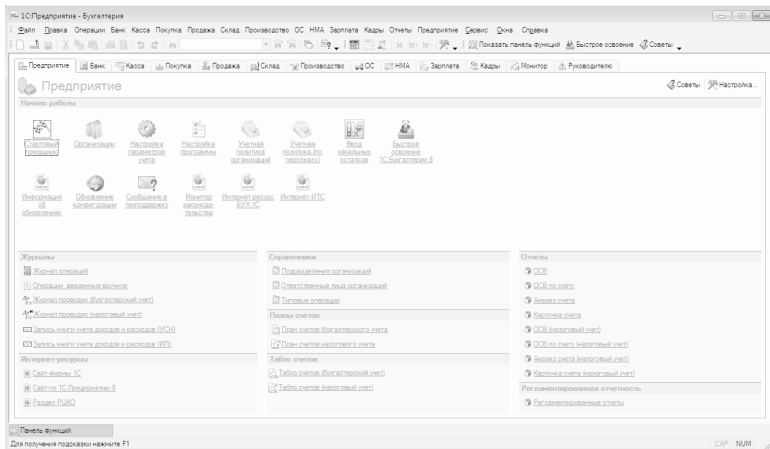 1С:Предприятие - Бухгалтерия
Файл Правка Операции Банк Касса Покупка Продажа Склад Производство ОС НМА Зарплата Кадры Отчеты Предприятие Сервис Окна Справка
M M+ M- Показать панель функций Быстрое освоение Советы
Предприятие Банк Касса Покупка Продажа Склад Производство ОС НМА Зарплата Кадры Монитор Руководителю
Предприятие Советы Настройка...
Начало работы
Стартовый помощник
Организации
Настройка параметров учета
Настройка программы
Учетная политика организаций
Учетная политика (по персоналу)
Ввод начальных остатков
Быстрое освоение 1С:Бухгалтерии 8
Информация об обновлениях
Обновление конфигурации
Сообщение в техподдержку
Монитор законода-тельства
Интернет-ресурс БУХ.1С
Интернет-ИТС
Журналы
Журнал операций
Операции, введенные вручную
Журнал проводок (бухгалтерский учет)
Журнал проводок (налоговый учет)
Запись книги учета доходов и расходов (УСН)
Запись книги учета доходов и расходов (ИП)
Интернет-ресурсы
Сайт фирмы 1С
Сайт по 1С:Предприятию 8
Раздел РЦКО
Справочники
Подразделения организаций
Ответственные лица организаций
Типовые операции
Планы счетов
План счетов бухгалтерского учета
План счетов налогового учета
Табло счетов
Табло счетов (бухгалтерский учет)
Табло счетов (налоговый учет)
Отчеты
ОСВ
ОСВ по счету
Анализ счета
Карточка счета
ОСВ (налоговый учет)
ОСВ по счету (налоговый учет)
Анализ счета (налоговый учет)
Карточка счета (налоговый учет)
Регламентированная отчетность
Регламентированные отчеты
Панель функций
Для получения подсказки нажмите F1
CAP NUM